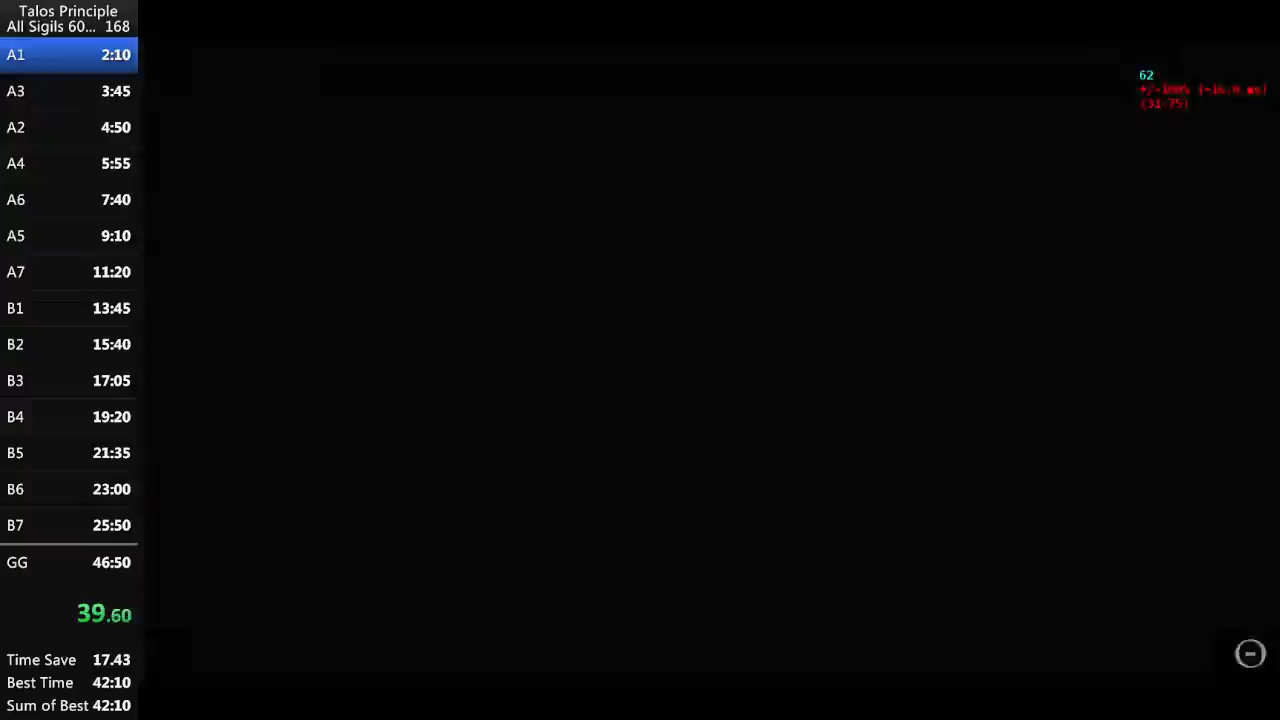 Talos Principle
All Sigils 60... 168
A1 2:10
A3 3:45
A2 4:50
A4 5:55
A6 7:40
A5 9:10
A7 11:20
B1 13:45
B2 15:40
B3 17:05
B4 19:20
B5 21:35
B6 23:00
B7 25:50
GG 46:50
39.60
Time Save 17.43
Best Time 42:10
Sum of Best 42:10
62
(31-75)